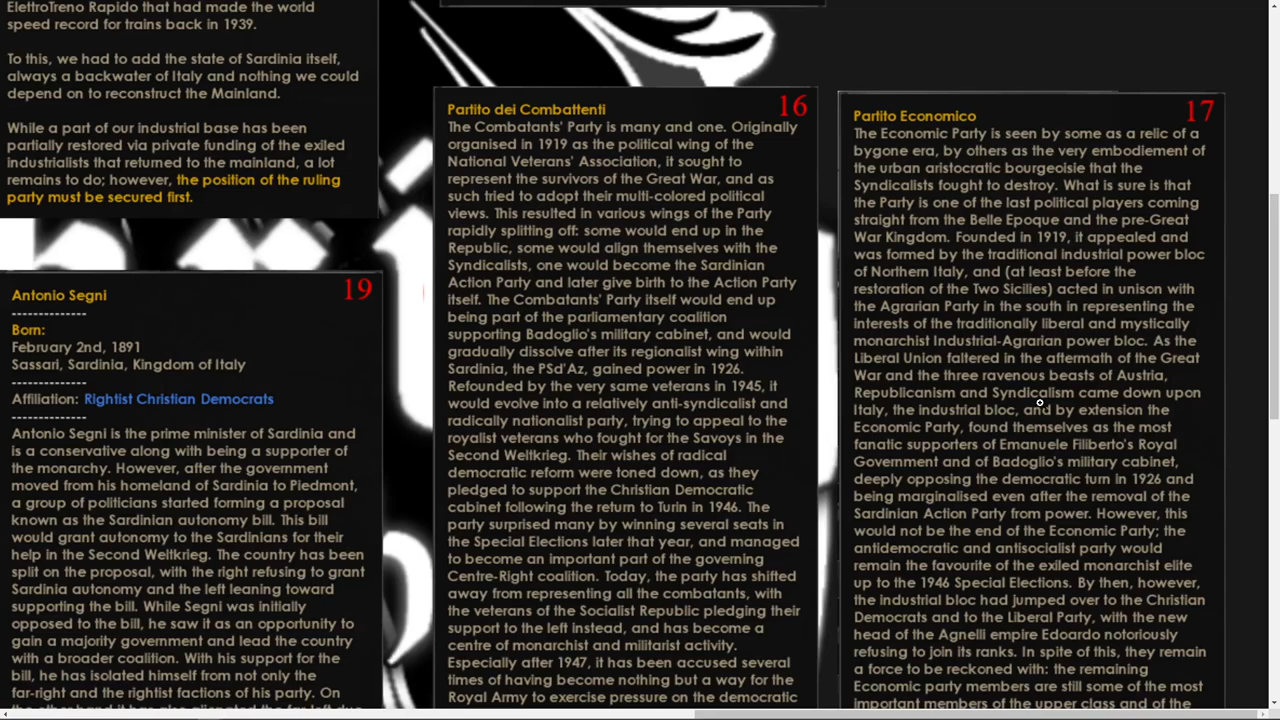 ElettroTreno Rapido that had made the world
speed record for trains back in 1939.
To this, we had to add the state of Sardinia itself,
always a backwater of Italy and nothing we could
depend on to reconstruct the Mainland.
While a part of our industrial base has been
partially restored via private funding of the exiled
industrialists that returned to the mainland, a lot
remains to do; however, the position of the ruling
party must be secured first.
19
Antonio Segni
--------------
Born:
February 2nd, 1891
Sassari, Sardinia, Kingdom of Italy
--------------
Affiliation: Rightist Christian Democrats
--------------
Antonio Segni is the prime minister of Sardinia and
is a conservative along with being a supporter of
the monarchy. However, after the government
moved from his homeland of Sardinia to Piedmont,
a group of politicians started forming a proposal
known as the Sardinian autonomy bill. This bill
would grant autonomy to the Sardinians for their
help in the Second Weltkrieg. The country has been
split on the proposal, with the right refusing to grant
Sardinia autonomy and the left leaning toward
supporting the bill. While Segni was initially
opposed to the bill, he saw it as an opportunity to
gain a majority government and lead the country
with a broader coalition. With his support for the
bill, he has isolated himself from not only the
far-right and the rightist factions of his party. On
the other hand it has also alienated the far left due
16
Partito dei Combattenti
The Combatants' Party is many and one. Originally
organised in 1919 as the political wing of the
National Veterans' Association, it sought to
represent the survivors of the Great War, and as
such tried to adopt their multi-colored political
views. This resulted in various wings of the Party
rapidly splitting off: some would end up in the
Republic, some would align themselves with the
Syndicalists, one would become the Sardinian
Action Party and later give birth to the Action Party
itself. The Combatants' Party itself would end up
being part of the parliamentary coalition
supporting Badoglio's military cabinet, and would
gradually dissolve after its regionalist wing within
Sardinia, the PSd'Az, gained power in 1926.
Refounded by the very same veterans in 1945, it
would evolve into a relatively anti-syndicalist and
radically nationalist party, trying to appeal to the
royalist veterans who fought for the Savoys in the
Second Weltkrieg. Their wishes of radical
democratic reform were toned down, as they
pledged to support the Christian Democratic
cabinet following the return to Turin in 1946. The
party surprised many by winning several seats in
the Special Elections later that year, and managed
to become an important part of the governing
Centre-Right coalition. Today, the party has shifted
away from representing all the combatants, with
the veterans of the Socialist Republic pledging their
support to the left instead, and has become a
centre of monarchist and militarist activity.
Especially after 1947, it has been accused several
times of having become nothing but a way for the
Royal Army to exercise pressure on the democratic
17
Partito Economico
The Economic Party is seen by some as a relic of a
bygone era, by others as the very embodiement of
the urban aristocratic bourgeoisie that the
Syndicalists fought to destroy. What is sure is that
the Party is one of the last political players coming
straight from the Belle Epoque and the pre-Great
War Kingdom. Founded in 1919, it appealed and
was formed by the traditional industrial power bloc
of Northern Italy, and (at least before the
restoration of the Two Sicilies) acted in unison with
the Agrarian Party in the south in representing the
interests of the traditionally liberal and mystically
monarchist Industrial-Agrarian power bloc. As the
Liberal Union faltered in the aftermath of the Great
War and the three ravenous beasts of Austria,
Republicanism and Syndicalism came down upon
Italy, the industrial bloc, and by extension the
Economic Party, found themselves as the most
fanatic supporters of Emanuele Filiberto's Royal
Government and of Badoglio's military cabinet,
deeply opposing the democratic turn in 1926 and
being marginalised even after the removal of the
Sardinian Action Party from power. However, this
would not be the end of the Economic Party; the
antidemocratic and antisocialist party would
remain the favourite of the exiled monarchist elite
up to the 1946 Special Elections. By then, however,
the industrial bloc had jumped over to the Christian
Democrats and to the Liberal Party, with the new
head of the Agnelli empire Edoardo notoriously
refusing to join its ranks. In spite of this, they remain
a force to be reckoned with: the remaining
Economic party members are still some of the most
important members of the upper class and of the